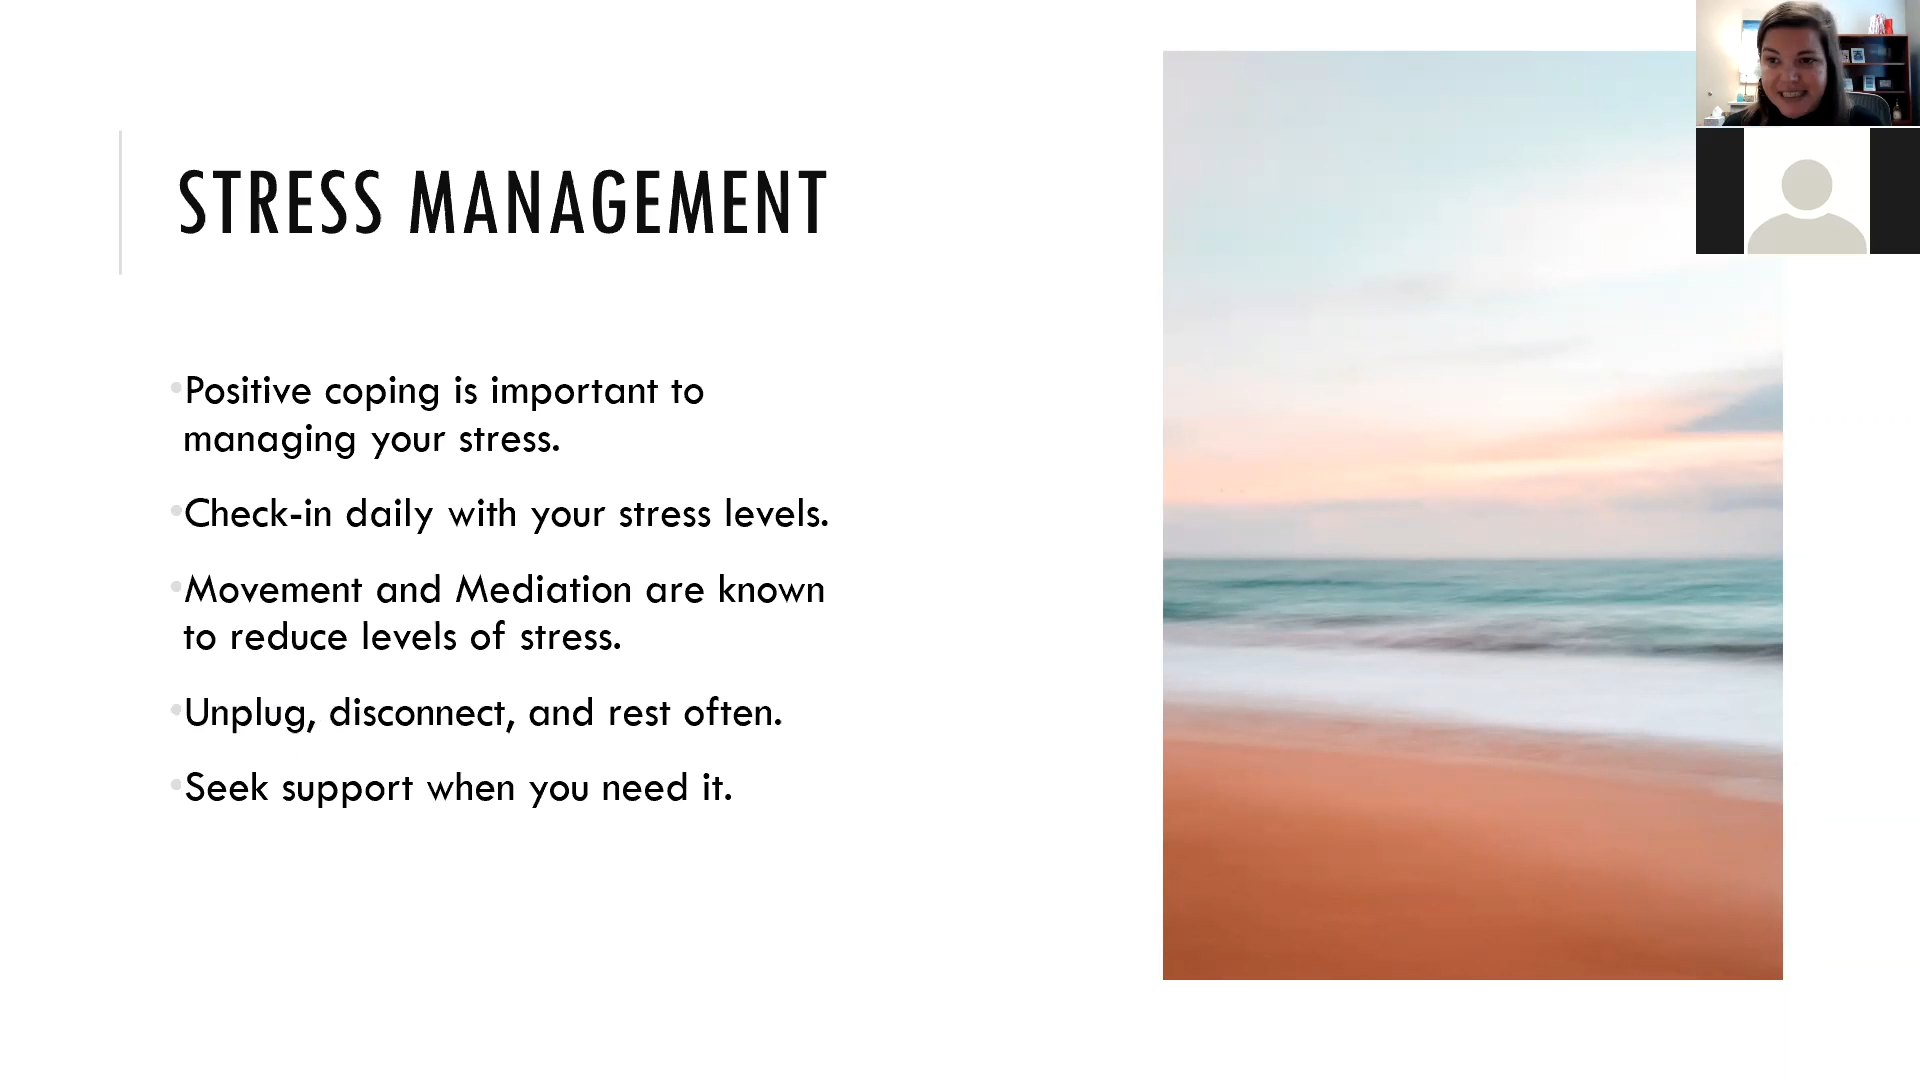 STRESS MANAGEMENT
•Positive coping is important to
managing your stress.
•Check-in daily with your stress levels.
•Movement and Mediation are known
to reduce levels of stress.
•Unplug, disconnect, and rest often.
•Seek support when you need it.